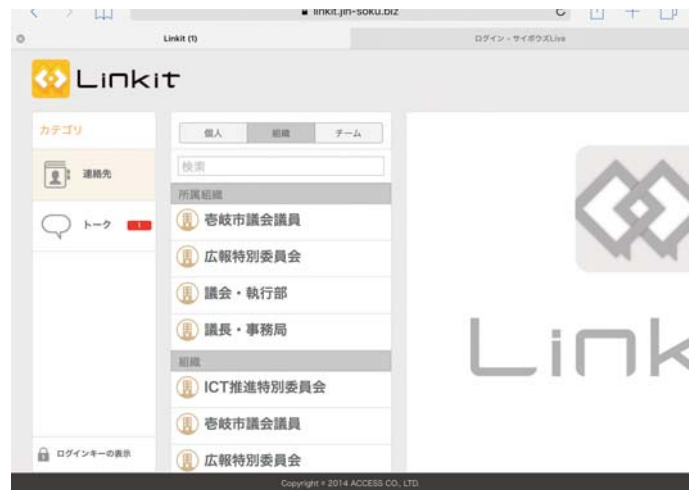 linkit.jin-soku.biz
Linkit (1)
ログイン - サイボウズLive
Linkit
カテゴリ
連絡先
トーク
1
ログインキーの表示
個人
組織
チーム
検索
所属組織
壱岐市議会議員
広報特別委員会
議会・執行部
議長・事務局
組織
ICT推進特別委員会
壱岐市議会議員
広報特別委員会
Link
Copyright © 2014 ACCESS CO., LTD.